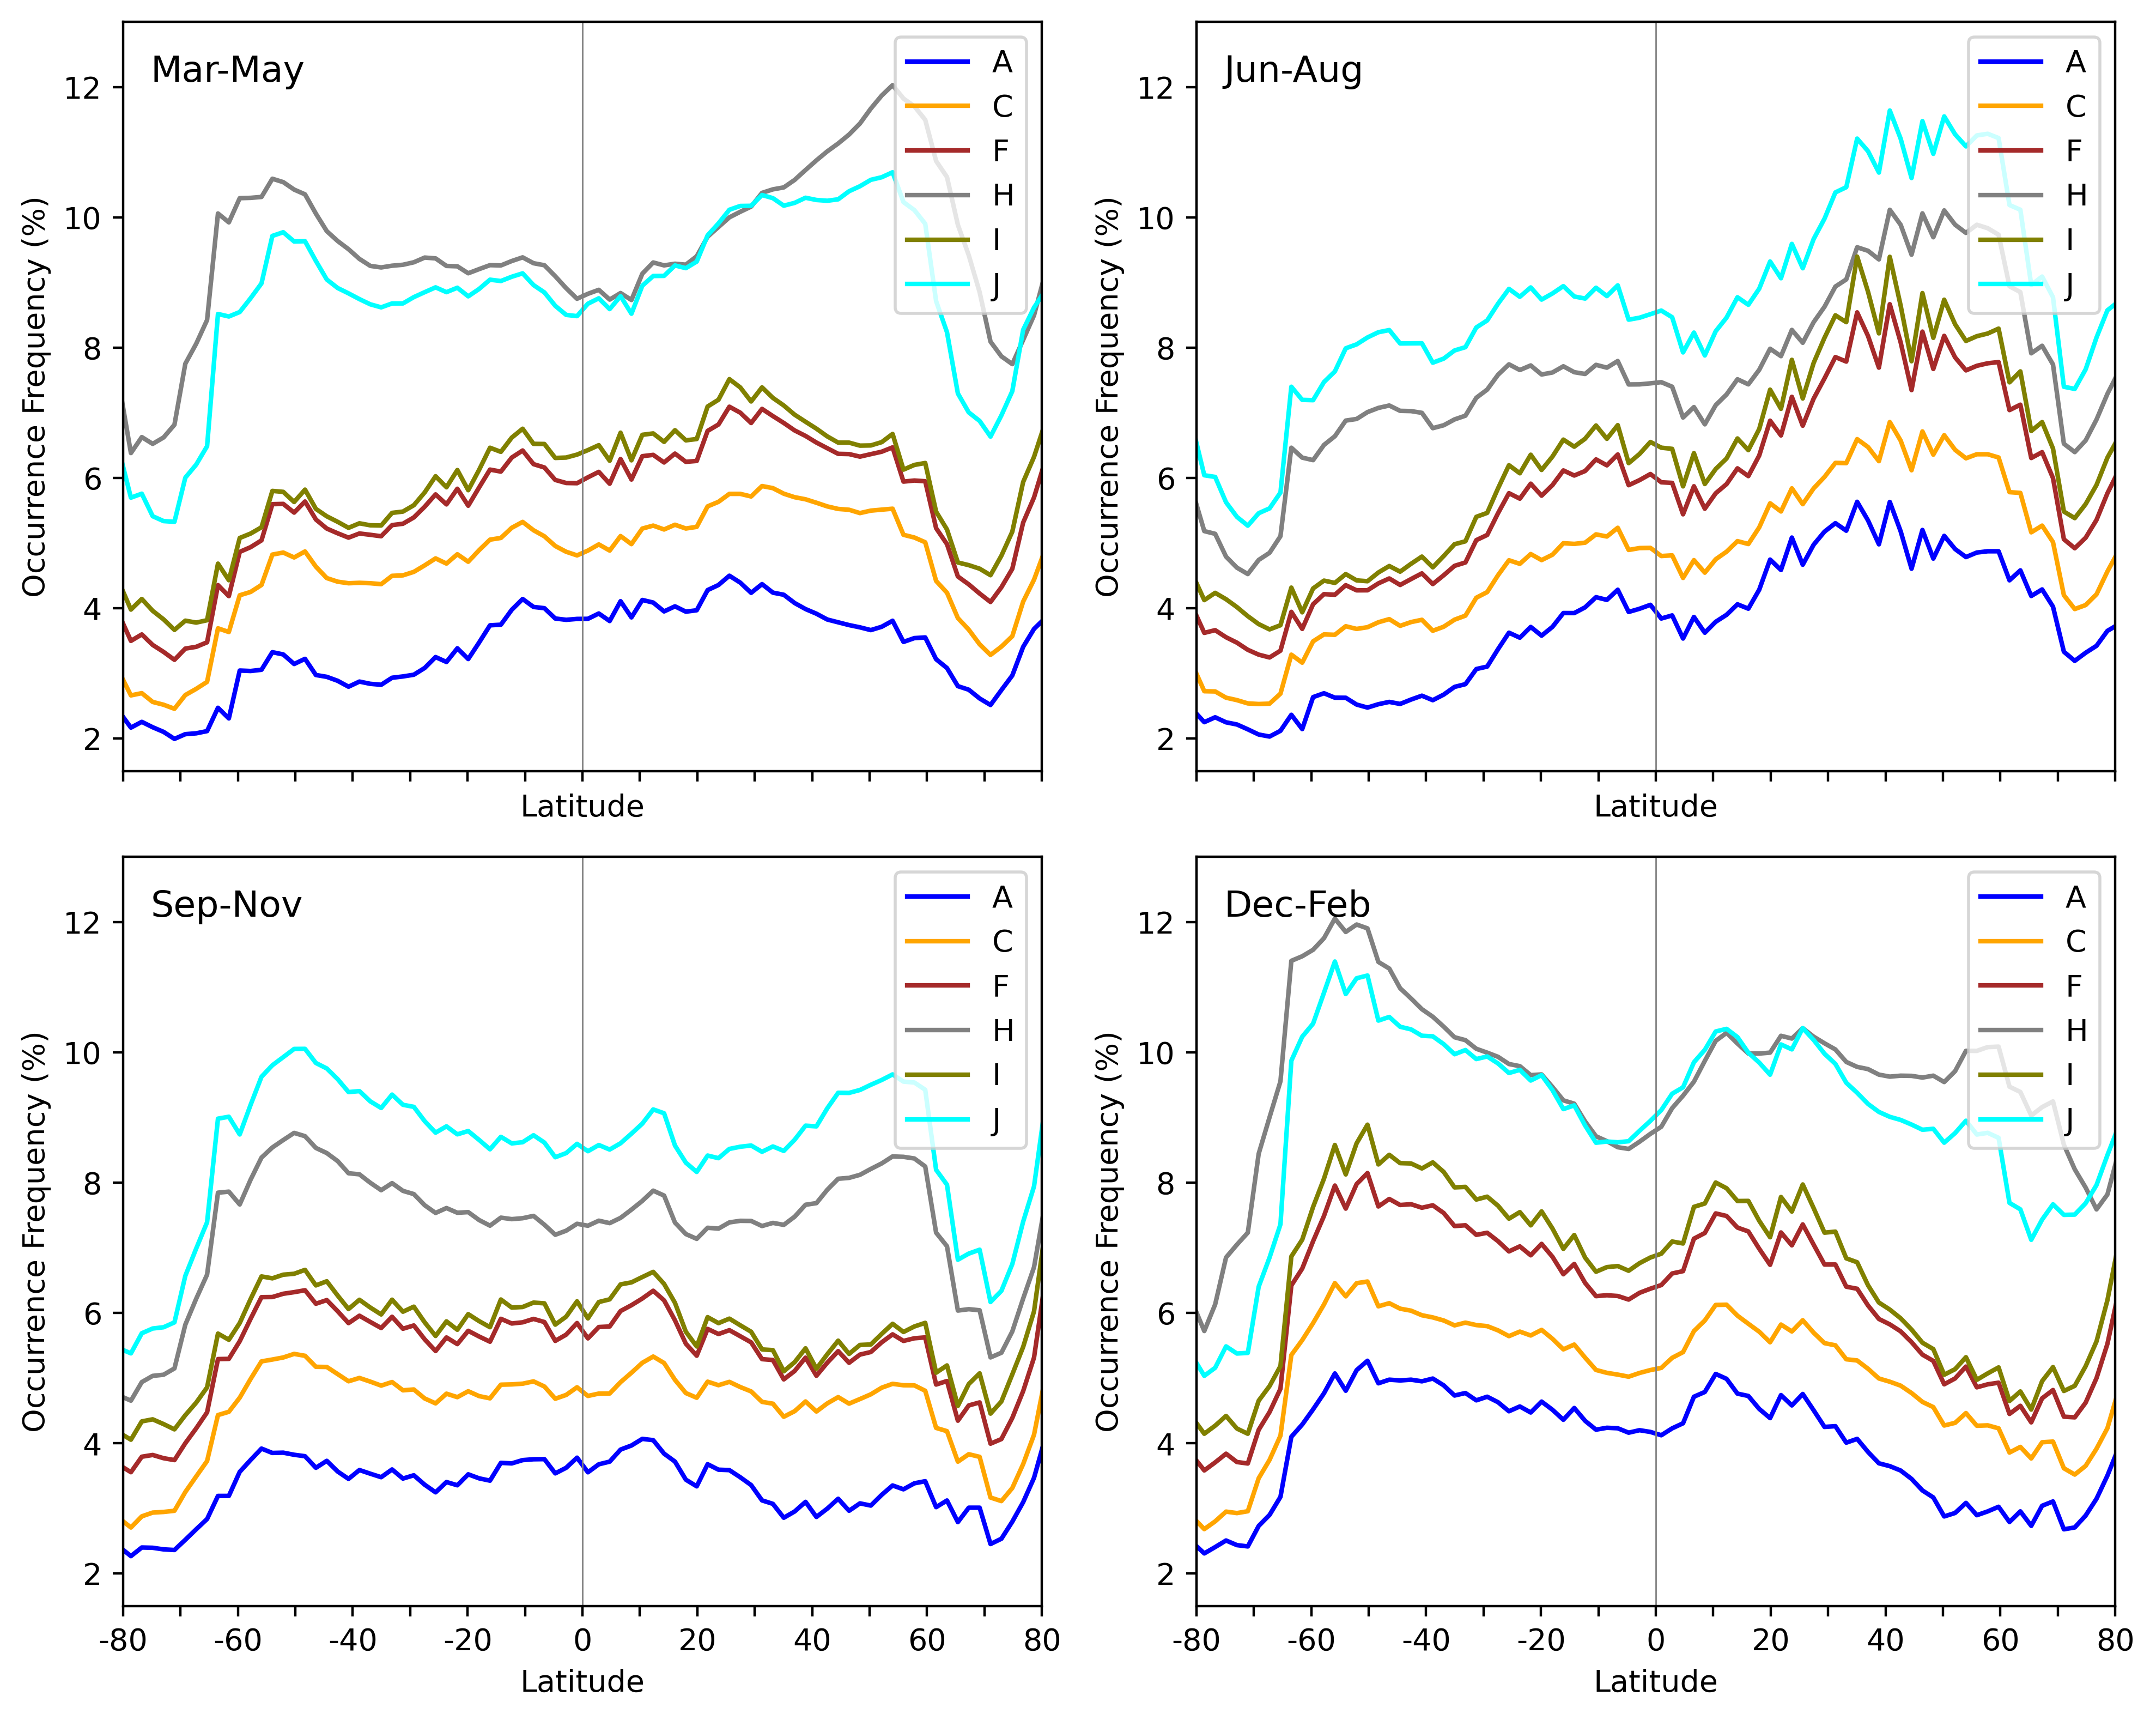 Mar-May
A
C
F
H
I
J
12
10
8
6
4
2
Occurrence Frequency (%)
Latitude
Jun-Aug
A
C
F
H
I
J
12
10
8
6
4
2
Occurrence Frequency (%)
Latitude
Sep-Nov
A
C
F
H
I
J
12
10
8
6
4
2
Occurrence Frequency (%)
-80 -60 -40 -20 0 20 40 60 80
Latitude
Dec-Feb
A
C
F
H
I
J
12
10
8
6
4
2
Occurrence Frequency (%)
-80 -60 -40 -20 0 20 40 60 80
Latitude